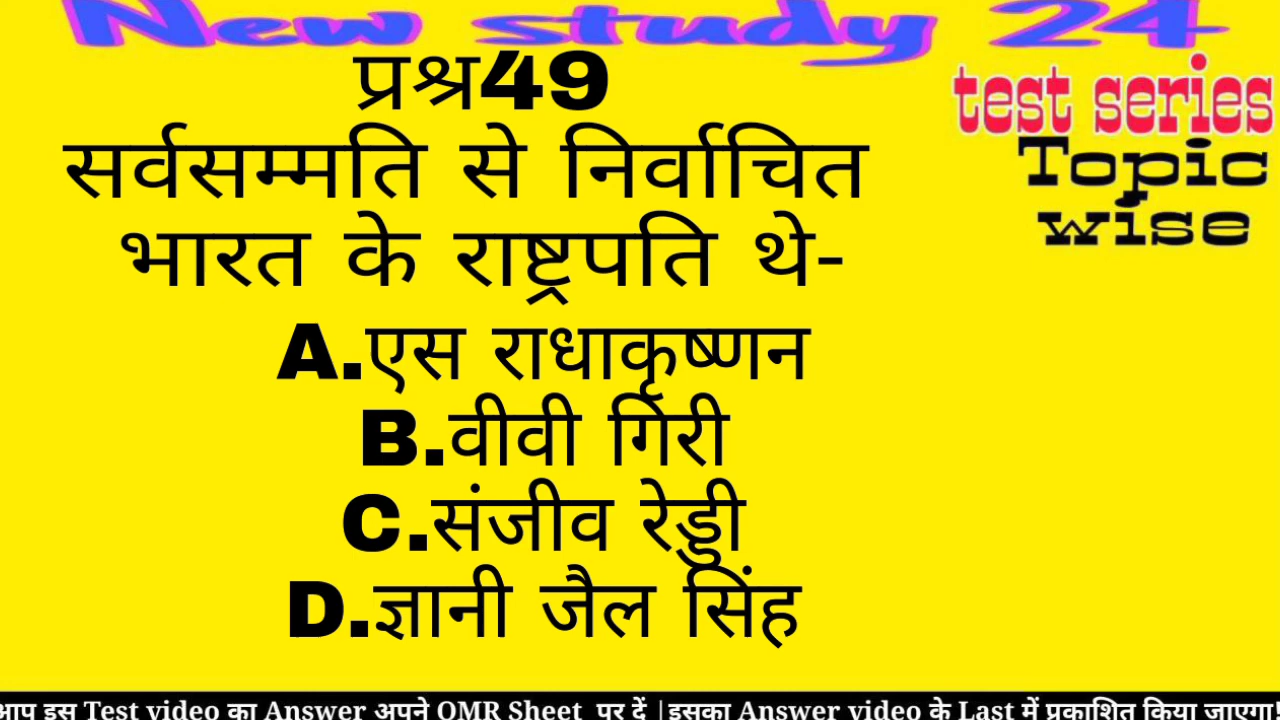 New study 24
test series
Topic
wise
प्रश्न49
सर्वसम्मति से निर्वाचित
भारत के राष्ट्रपति थे-
A.एस राधाकृष्णन
B.वीवी गिरी
C.संजीव रेड्डी
D.ज्ञानी जैल सिंह
आप इस Test video का Answer अपने OMR Sheet पर दें |इसका Answer video के Last में प्रकाशित किया जाएगा|